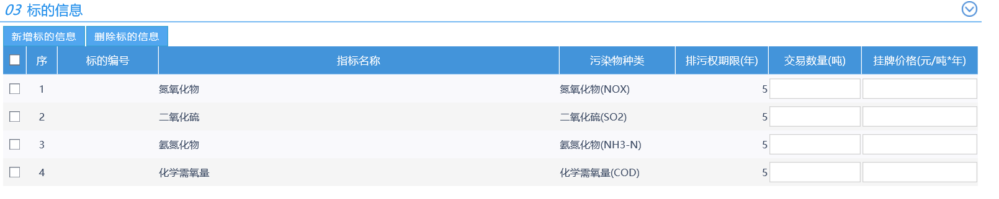 03 标的信息
新增标的信息 删除标的信息
序 标的编号 指标名称 污染物种类 排污权期限(年) 交易数量(吨) 挂牌价格(元/吨*年)
1 氮氧化物 氮氧化物(NOX) 5
2 二氧化硫 二氧化硫(SO2) 5
3 氨氮化物 氨氮化物(NH3-N) 5
4 化学需氧量 化学需氧量(COD) 5